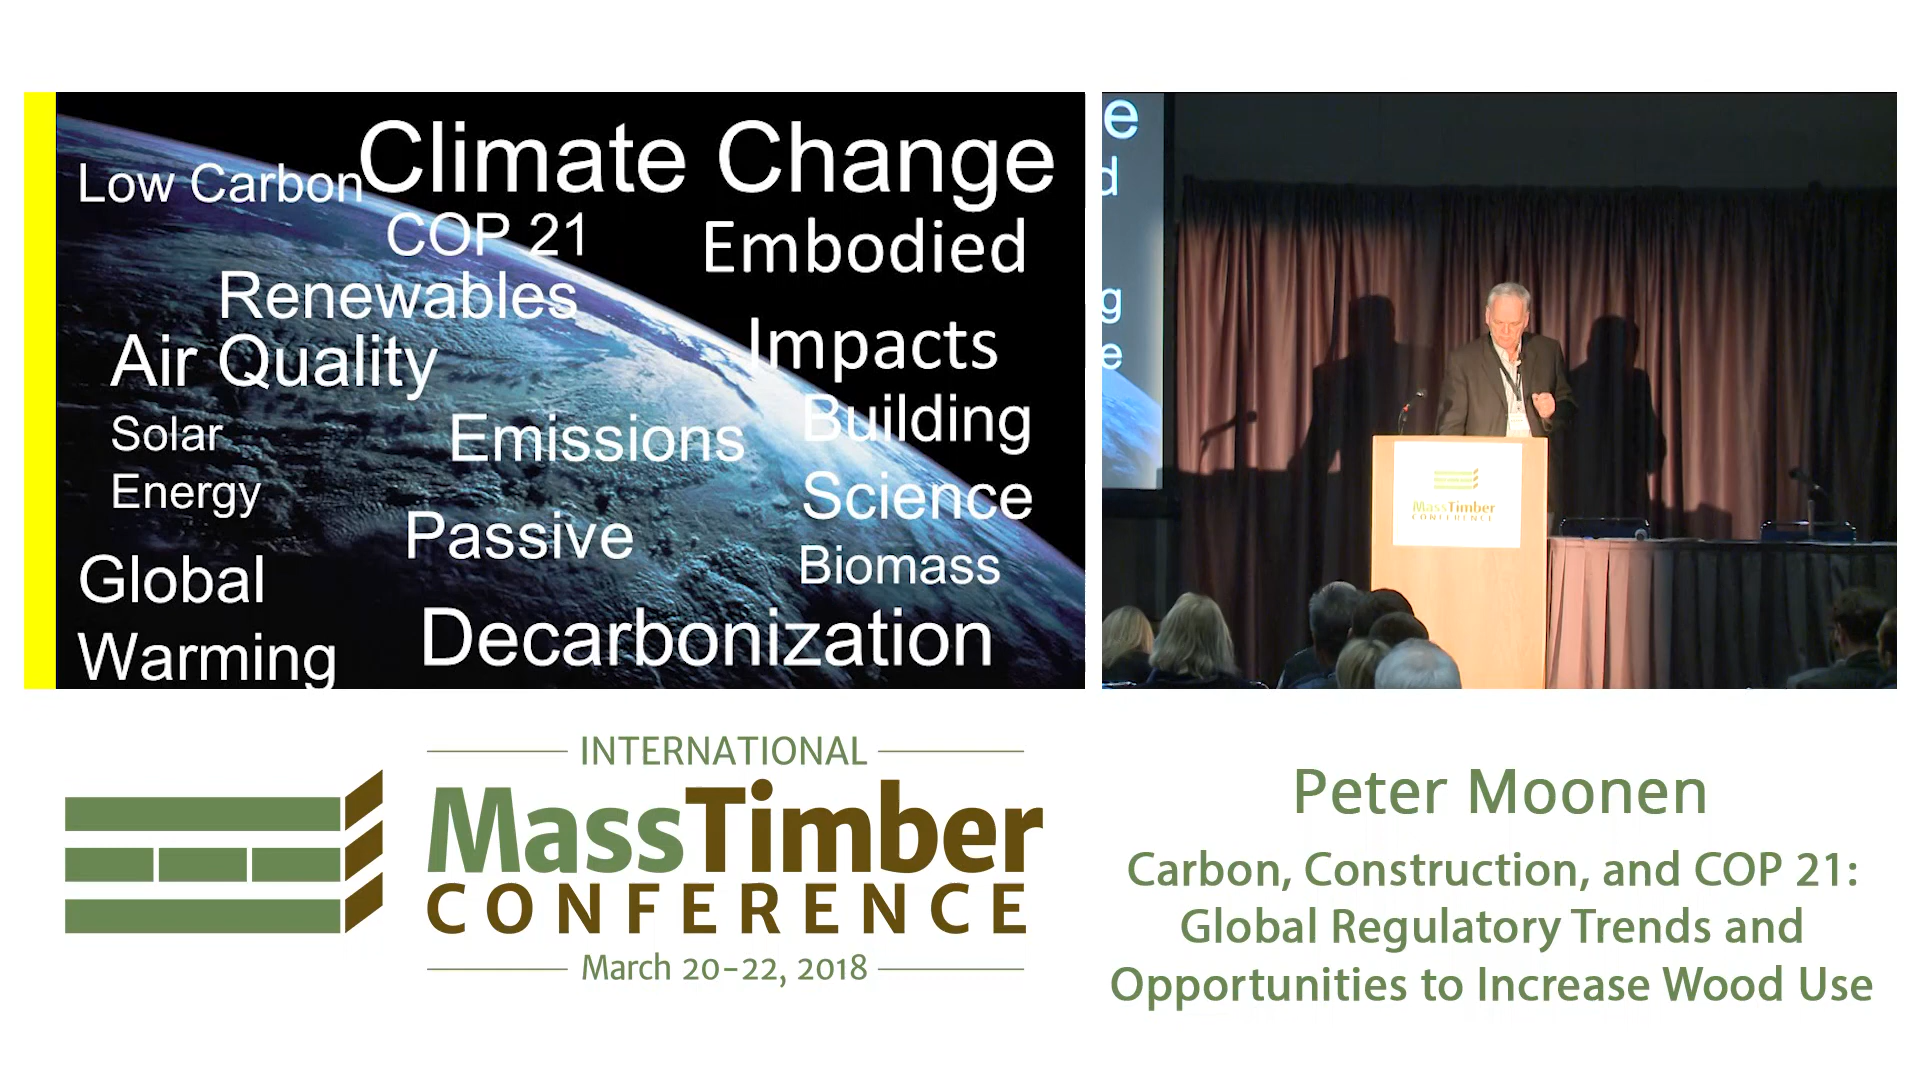 Climate Change
Low Carbon
COP 21
Embodied
Renewables
Impacts
Air Quality
Building
Solar
Emissions
Science
Energy
Passive
Biomass
Global
Decarbonization
Warming
e
d
g
e
MassTimber
CONFERENCE
INTERNATIONAL
MassTimber
CONFERENCE
March 20-22, 2018
Peter Moonen
Carbon, Construction, and COP 21:
Global Regulatory Trends and
Opportunities to Increase Wood Use